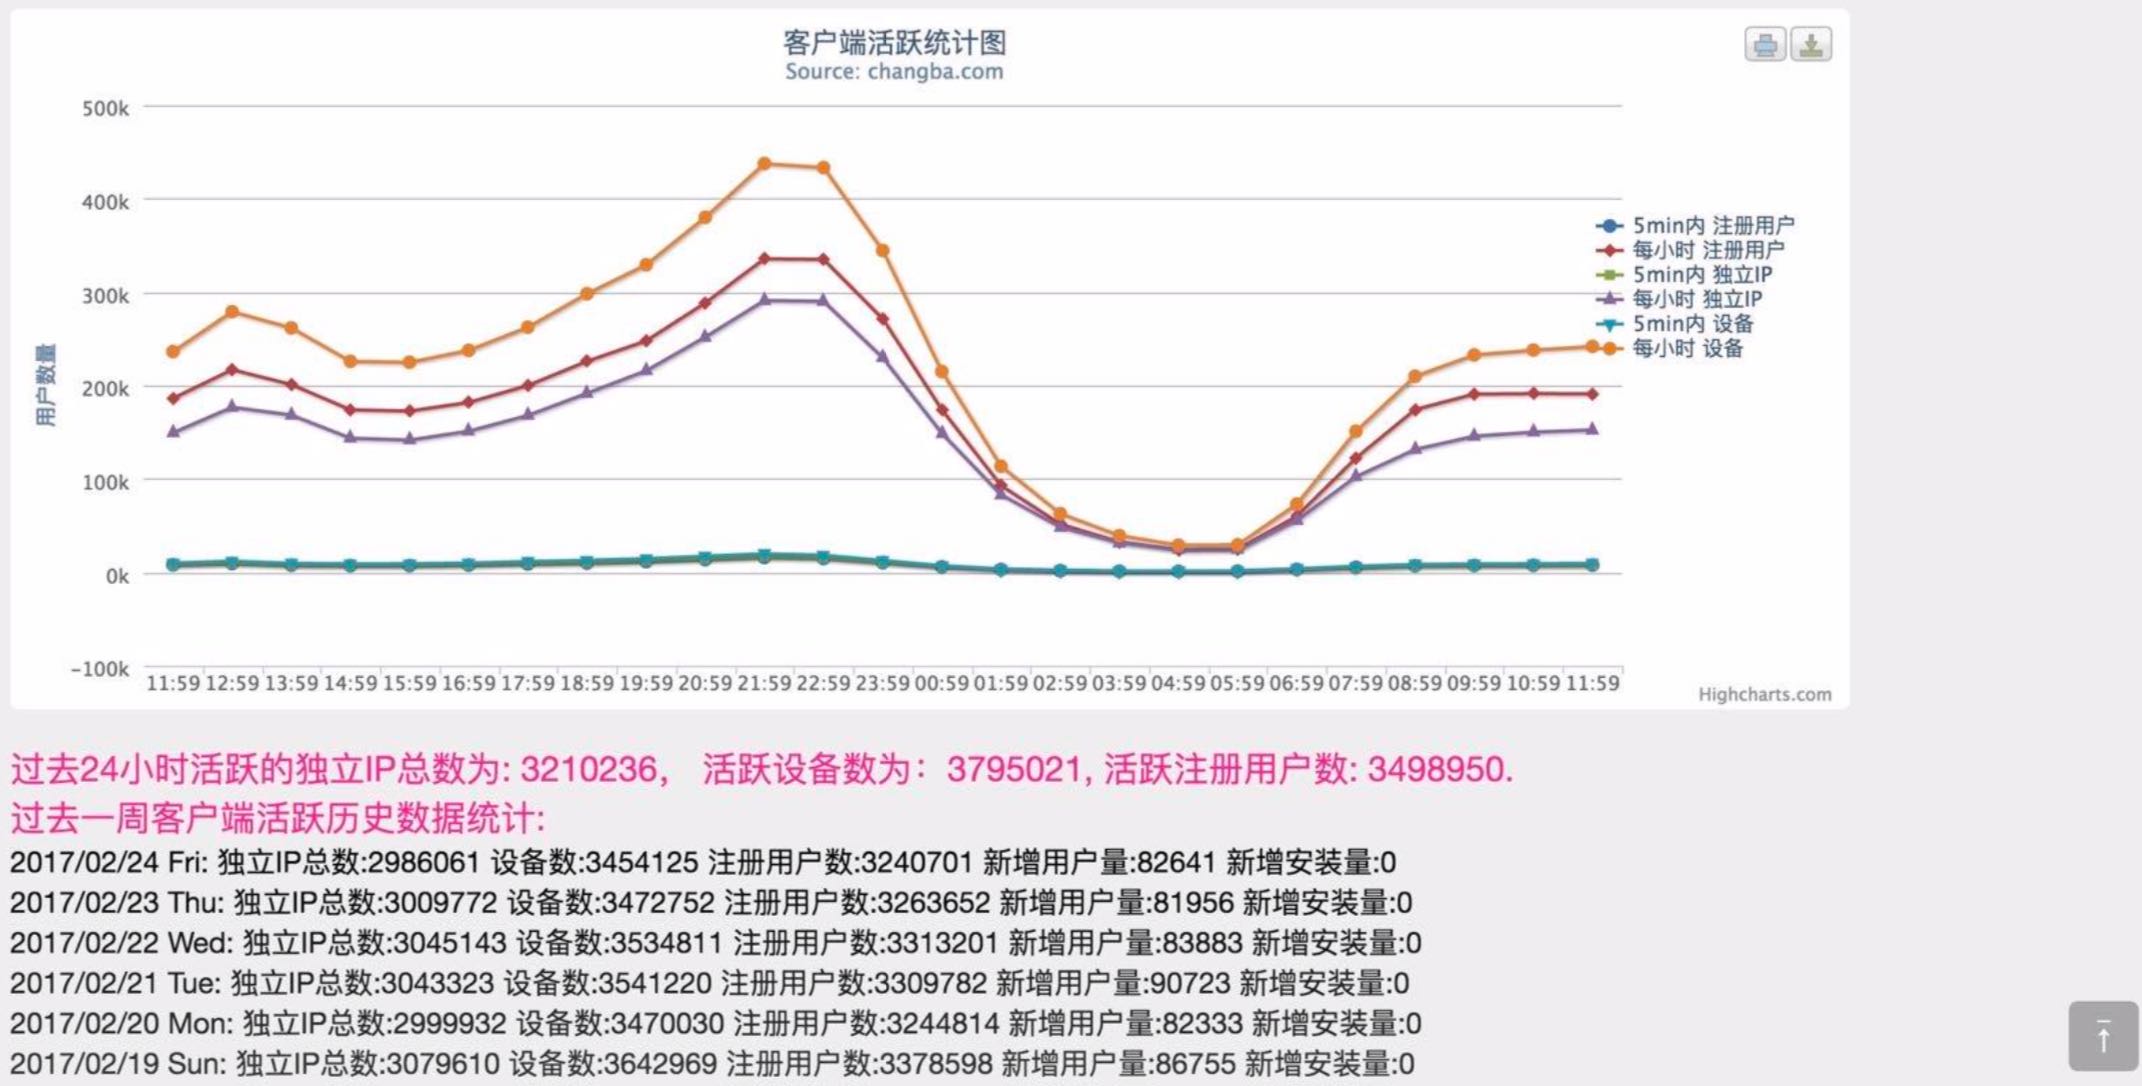 客户端活跃统计图
Source: changba.com
500k
400k
300k
200k
100k
0k
-100k
用户数量
5min内 注册用户
每小时 注册用户
5min内 独立IP
每小时 独立IP
5min内 设备
每小时 设备
11:59 12:59 13:59 14:59 15:59 16:59 17:59 18:59 19:59 20:59 21:59 22:59 23:59 00:59 01:59 02:59 03:59 04:59 05:59 06:59 07:59 08:59 09:59 10:59 11:59
Highcharts.com
过去24小时活跃的独立IP总数为: 3210236， 活跃设备数为：3795021, 活跃注册用户数: 3498950.
过去一周客户端活跃历史数据统计:
2017/02/24 Fri: 独立IP总数:2986061 设备数:3454125 注册用户数:3240701 新增用户量:82641 新增安装量:0
2017/02/23 Thu: 独立IP总数:3009772 设备数:3472752 注册用户数:3263652 新增用户量:81956 新增安装量:0
2017/02/22 Wed: 独立IP总数:3045143 设备数:3534811 注册用户数:3313201 新增用户量:83883 新增安装量:0
2017/02/21 Tue: 独立IP总数:3043323 设备数:3541220 注册用户数:3309782 新增用户量:90723 新增安装量:0
2017/02/20 Mon: 独立IP总数:2999932 设备数:3470030 注册用户数:3244814 新增用户量:82333 新增安装量:0
2017/02/19 Sun: 独立IP总数:3079610 设备数:3642969 注册用户数:3378598 新增用户量:86755 新增安装量:0